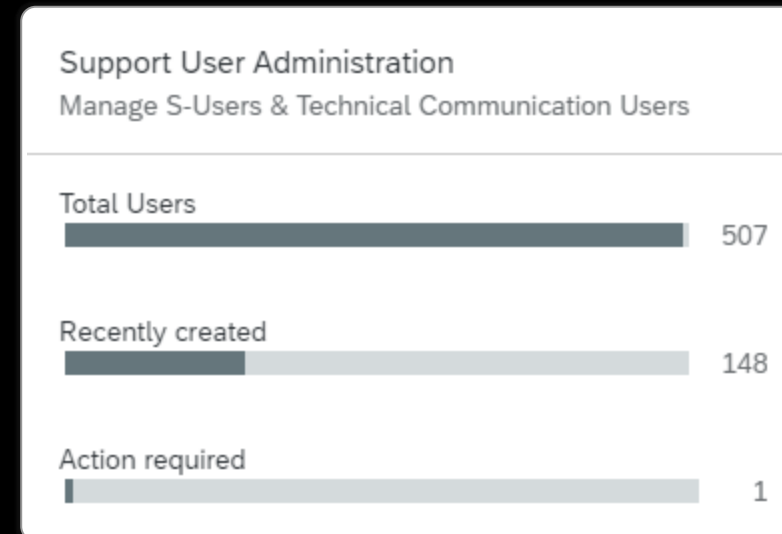 Support User Administration
Manage S-Users & Technical Communication Users
Total Users
507
Recently created
148
Action required
1